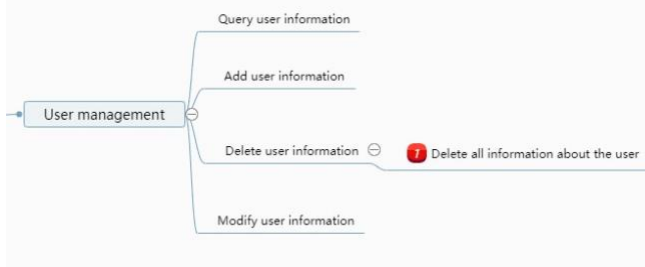 Query user information
Add user information
User management
Delete user information
1 Delete all information about the user
Modify user information